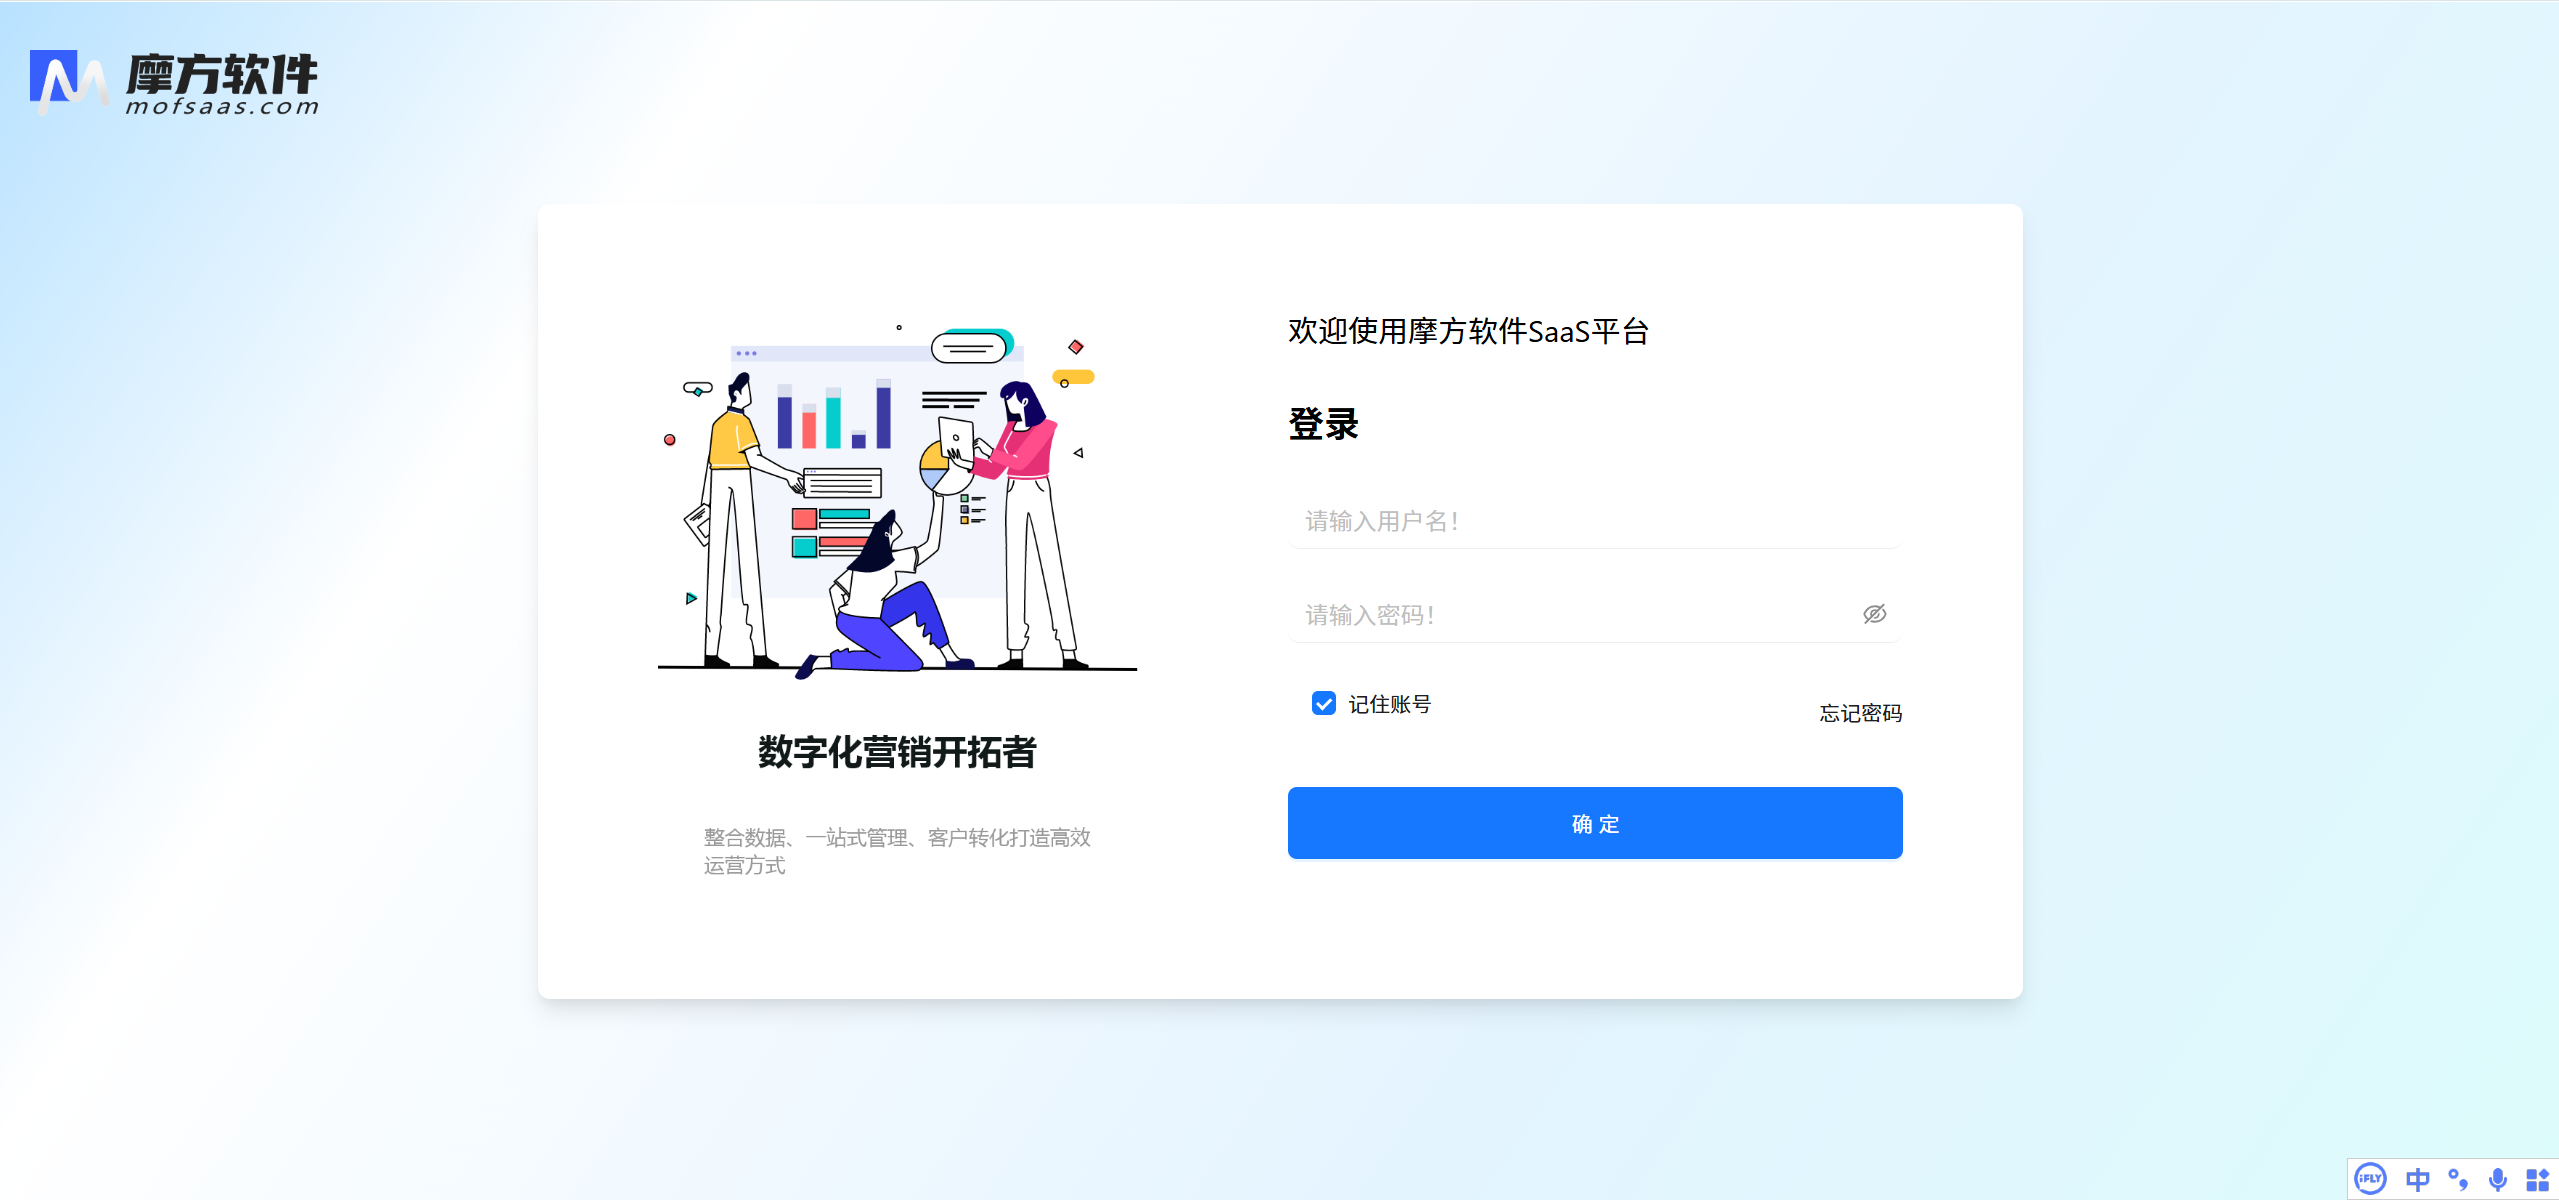 摩方软件
mofsaas.com
欢迎使用摩方软件SaaS平台
登录
请输入用户名!
请输入密码!
记住账号
忘记密码
确 定
数字化营销开拓者
整合数据、一站式管理、客户转化打造高效
运营方式
iFLY 中